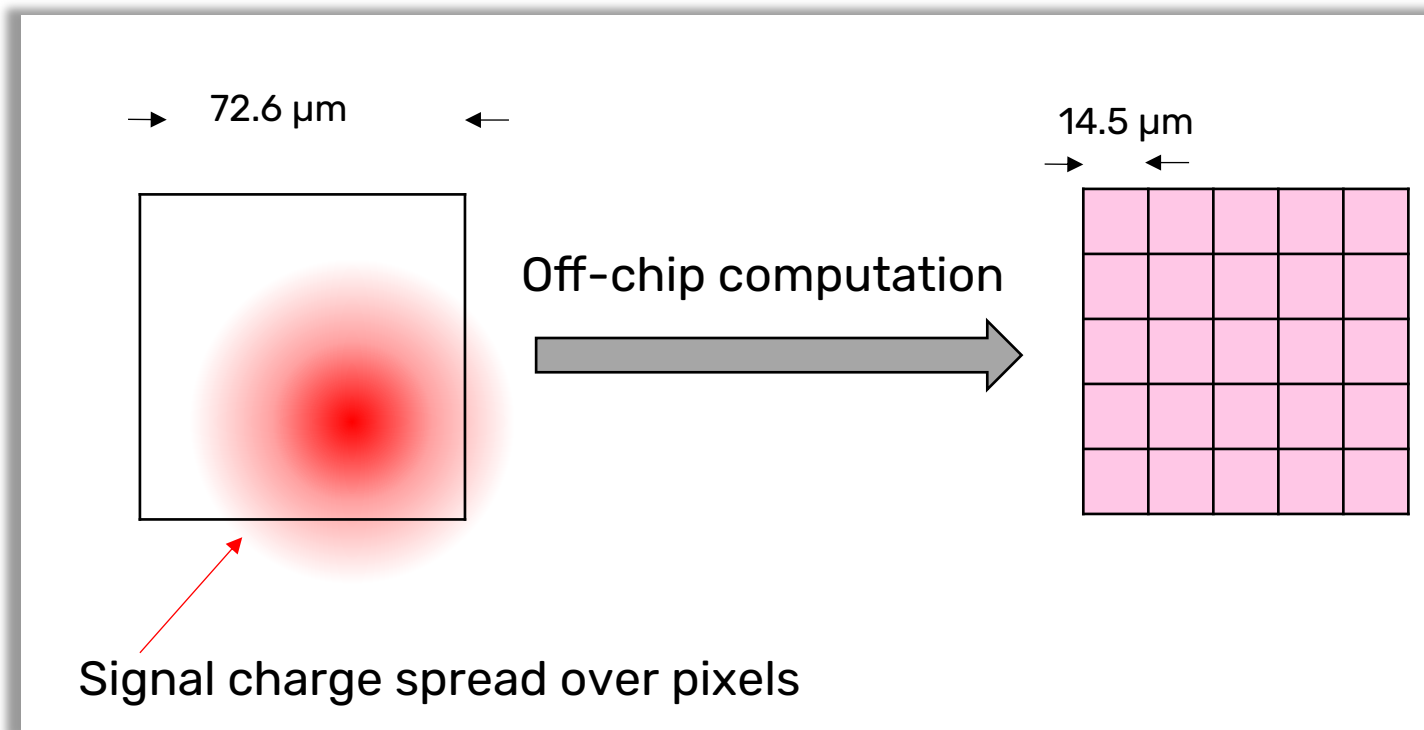 72.6 µm
14.5 µm
Off-chip computation
Signal charge spread over pixels